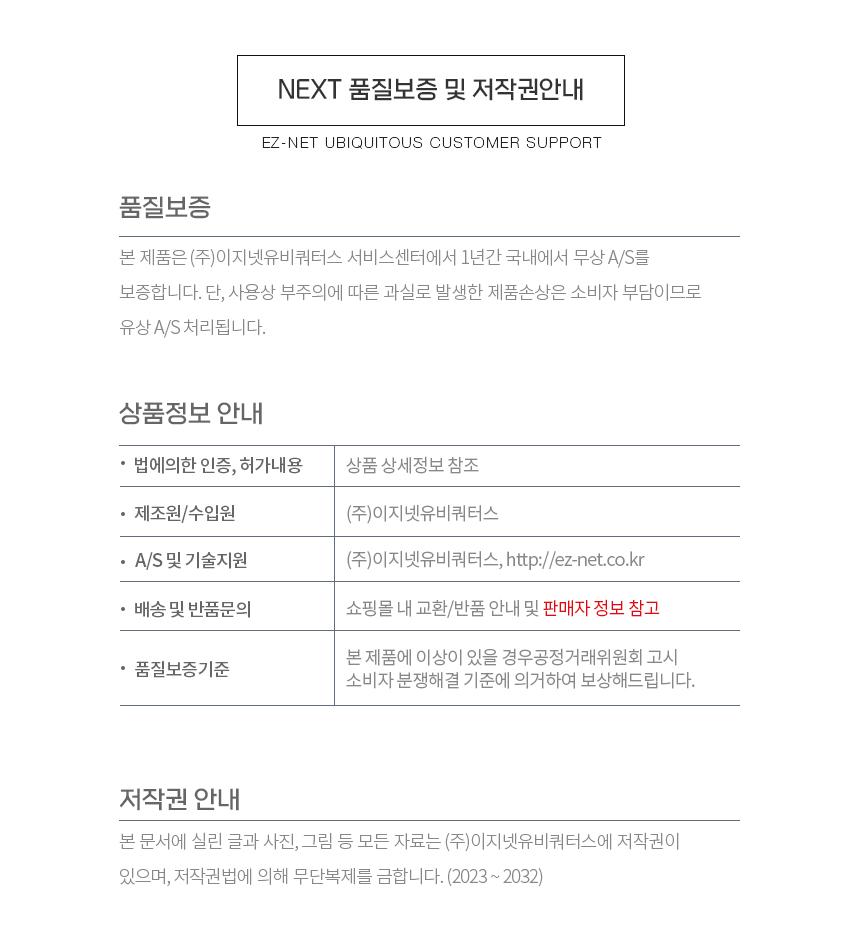 NEXT 품질보증 및 저작권안내
EZ-NET UBIQUITOUS CUSTOMER SUPPORT
품질보증
본 제품은 (주)이지넷유비쿼터스 서비스센터에서 1년간 국내에서 무상 A/S를
보증합니다. 단, 사용상 부주의에 따른 과실로 발생한 제품손상은 소비자 부담이므로
유상 A/S 처리됩니다.
상품정보 안내
• 법에의한 인증, 허가내용 상품 상세정보 참조
• 제조원/수입원 (주)이지넷유비쿼터스
• A/S 및 기술지원 (주)이지넷유비쿼터스, http://ez-net.co.kr
• 배송 및 반품문의 쇼핑몰 내 교환/반품 안내 및 판매자 정보 참고
• 품질보증기준 본 제품에 이상이 있을 경우공정거래위원회 고시
소비자 분쟁해결 기준에 의거하여 보상해드립니다.
저작권 안내
본 문서에 실린 글과 사진, 그림 등 모든 자료는 (주)이지넷유비쿼터스에 저작권이
있으며, 저작권법에 의해 무단복제를 금합니다. (2023 ~ 2032)